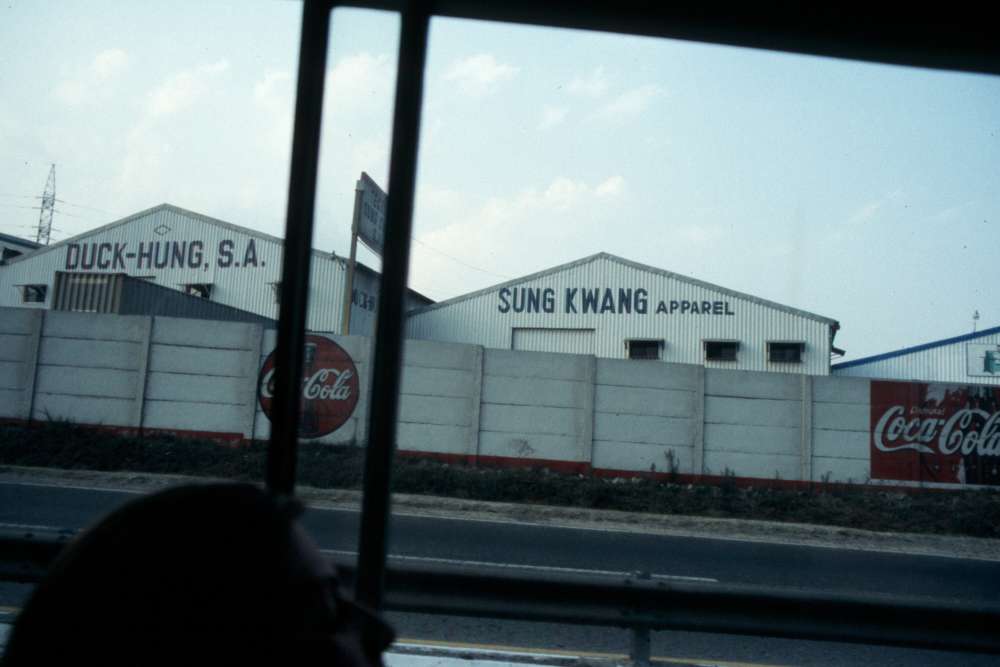 DUCK-HUNG, S.A.
SUNG KWANG APPAREL
Coca-Cola
Coca-Cola